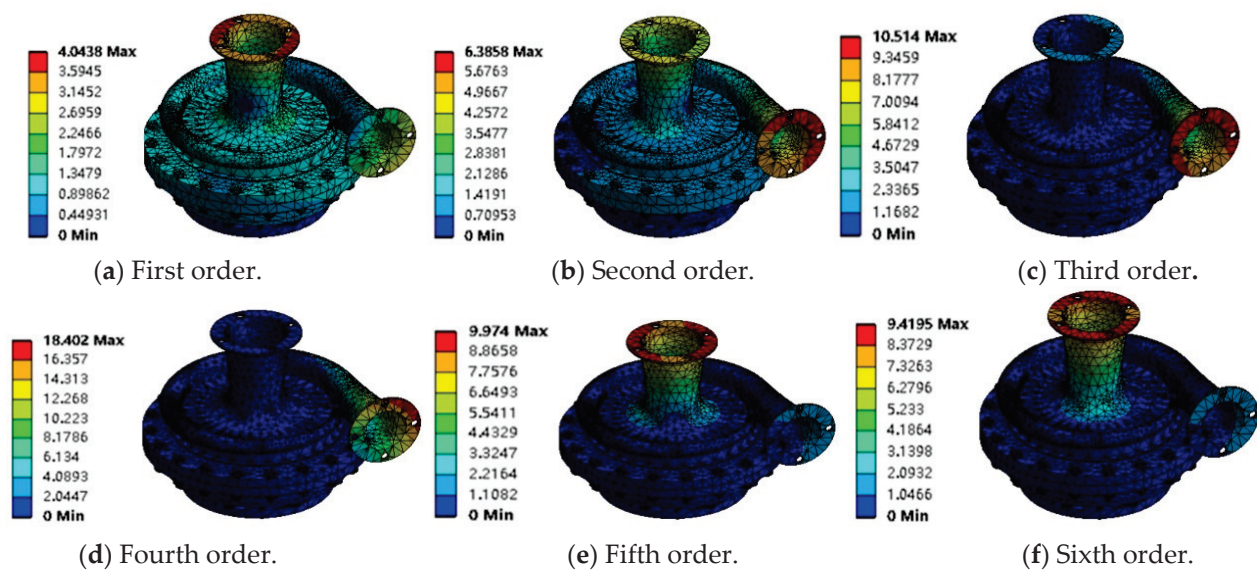 4.0438 Max
3.5945
3.1452
2.6959
2.2466
1.7972
1.3479
0.89862
0.44931
0 Min
(a) First order.
6.3858 Max
5.6763
4.9667
4.2572
3.5477
2.8381
2.1286
1.4191
0.70953
0 Min
(b) Second order.
10.514 Max
9.3459
8.1777
7.0094
5.8412
4.6729
3.5047
2.3365
1.1682
0 Min
(c) Third order.
18.402 Max
16.357
14.313
12.268
10.223
8.1786
6.134
4.0893
2.0447
0 Min
(d) Fourth order.
9.974 Max
8.8658
7.7576
6.6493
5.5411
4.4329
3.3247
2.2164
1.1082
0 Min
(e) Fifth order.
9.4195 Max
8.3729
7.3263
6.2796
5.233
4.1864
3.1398
2.0932
1.0466
0 Min
(f) Sixth order.